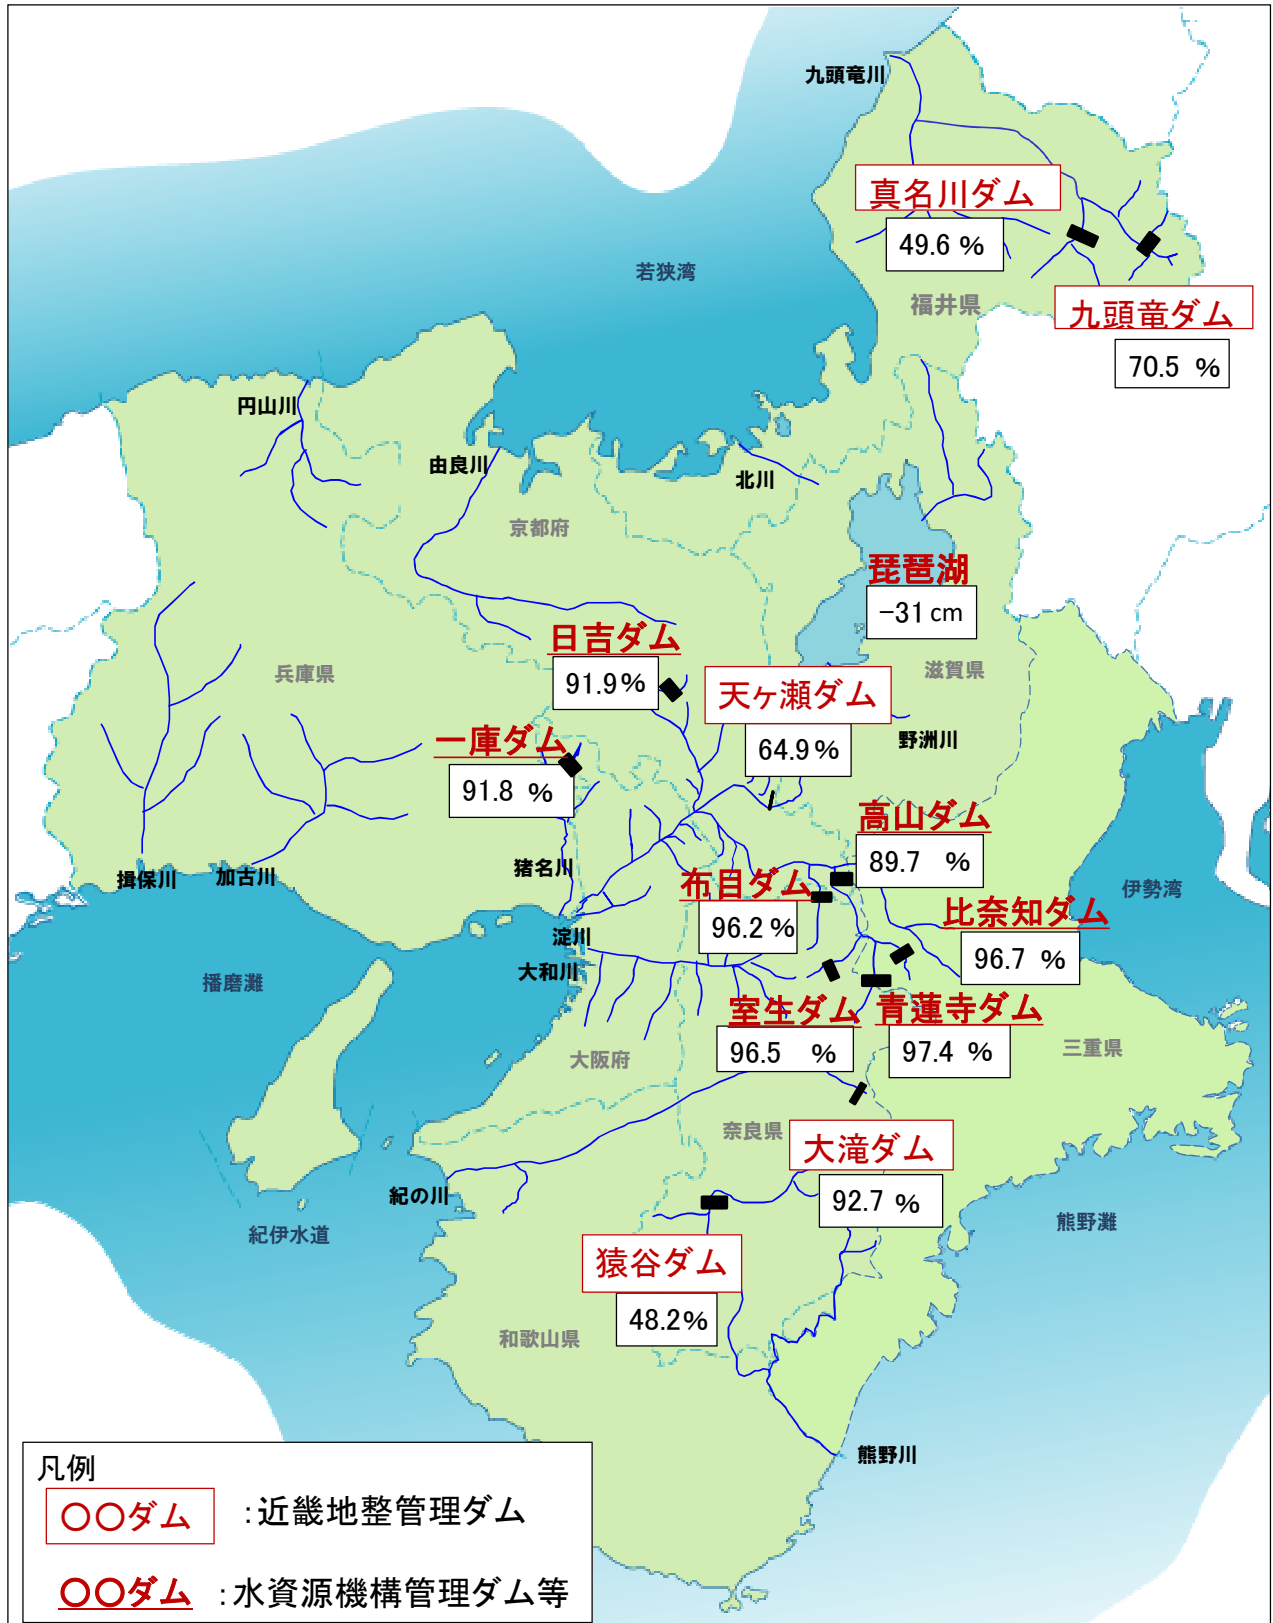 九頭竜川
真名川ダム
49.6 %
若狭湾
福井県
九頭竜ダム
70.5 %
円山川
由良川
北川
京都府
琵琶湖
-31 cm
日吉ダム
91.9%
兵庫県
滋賀県
天ヶ瀬ダム
64.9%
野洲川
一庫ダム
91.8 %
高山ダム
89.7 %
猪名川
揖保川
加古川
布目ダム
96.2 %
伊勢湾
比奈知ダム
96.7 %
淀川
大和川
播磨灘
室生ダム
96.5 %
青蓮寺ダム
97.4 %
大阪府
三重県
奈良県
大滝ダム
92.7 %
紀の川
紀伊水道
熊野灘
猿谷ダム
48.2%
和歌山県
熊野川
凡例
〇〇ダム :近畿地整管理ダム
〇〇ダム :水資源機構管理ダム等